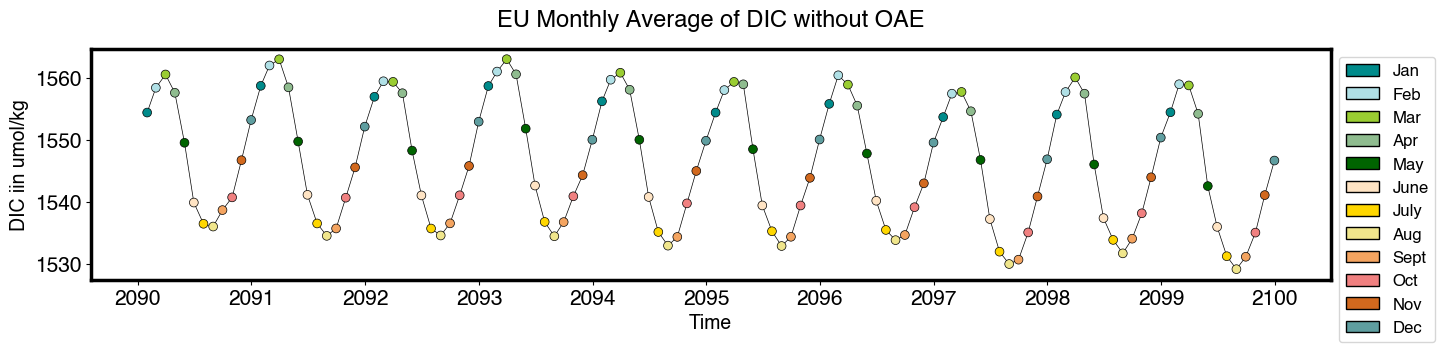 EU Monthly Average of DIC without OAE
DIC iin umol/kg
1560
1550
1540
1530
2090 2091 2092 2093 2094 2095 2096 2097 2098 2099 2100
Time
Jan
Feb
Mar
Apr
May
June
July
Aug
Sept
Oct
Nov
Dec